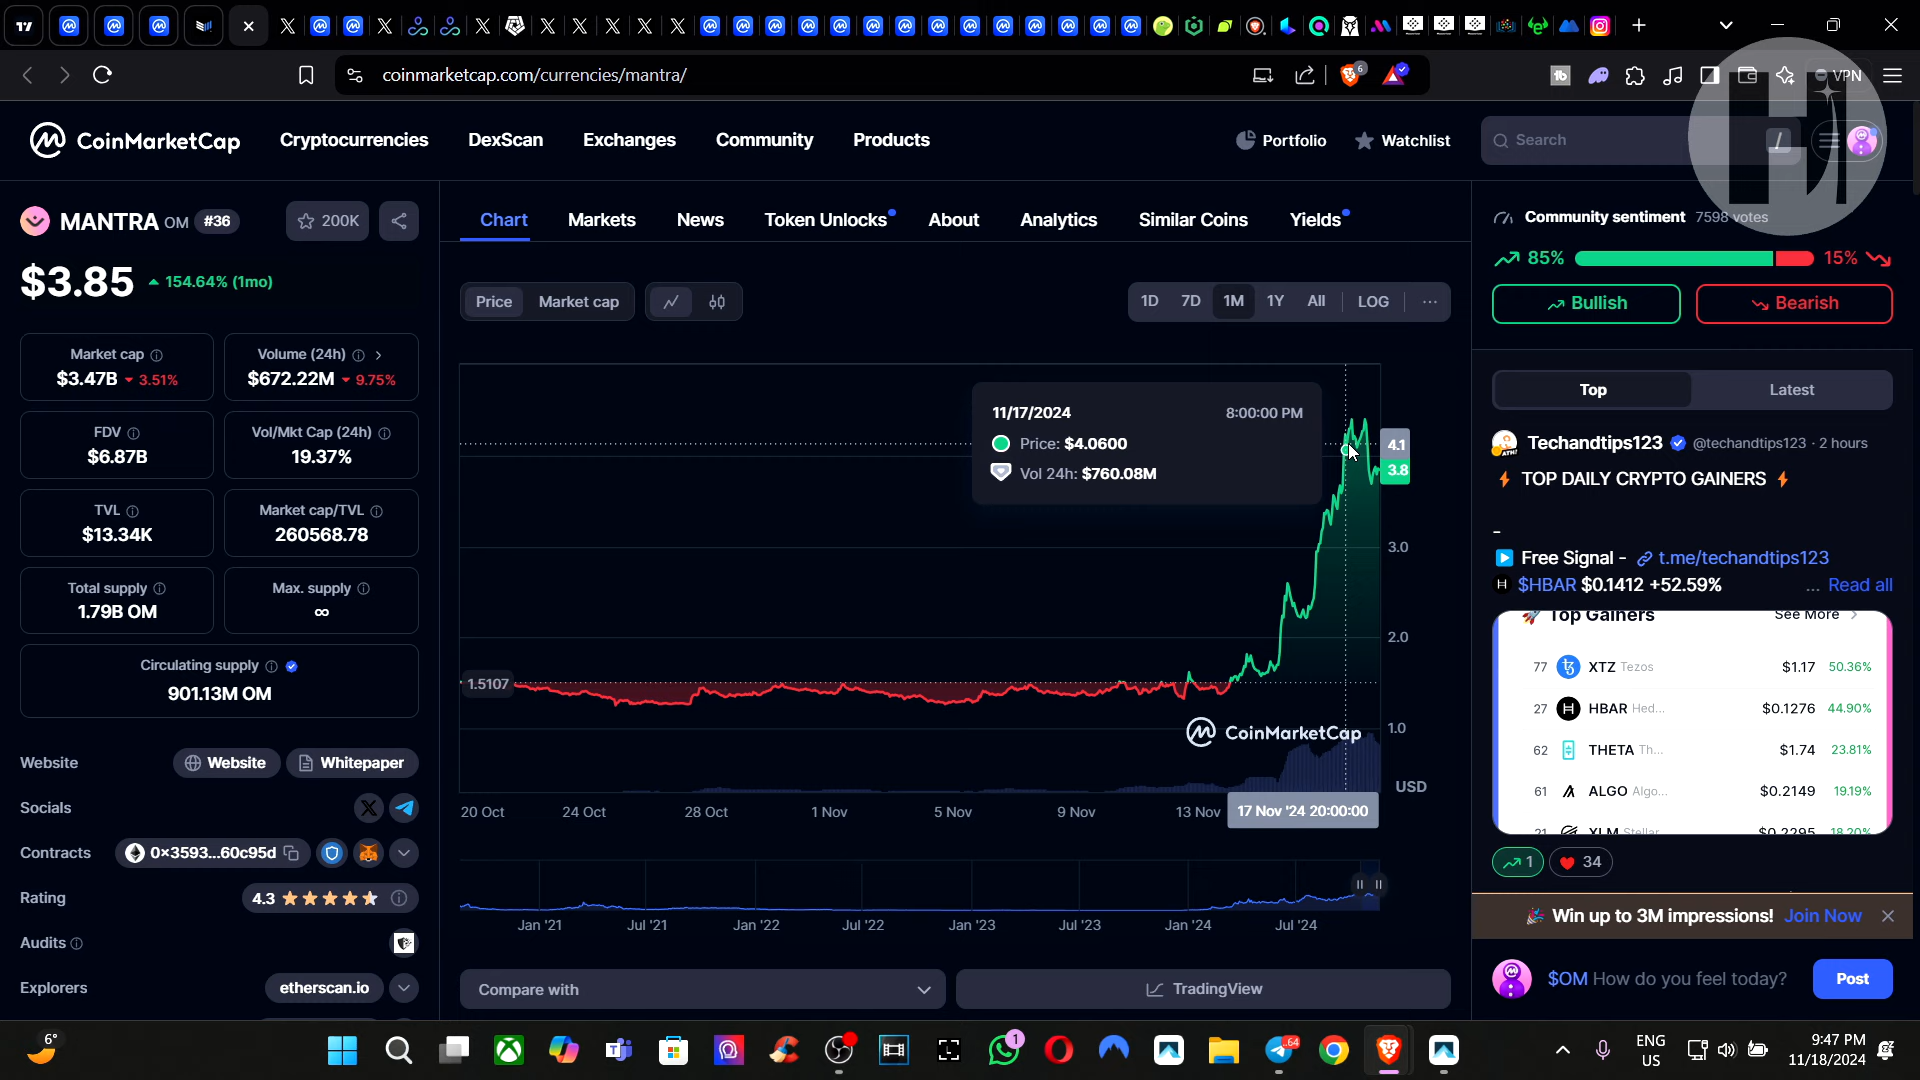 6
VPN
coinmarketcap.com/currencies/mantra/
CoinMarketCap
Cryptocurrencies
DexScan
Exchanges
Community
Products
Portfolio
Watchlist
Search
/
MANTRA OM #36
200K
$3.85
154.64% (1mo)
Market cap
$3.47B 3.51%
Volume (24h)
$672.22M 9.75%
FDV
$6.87B
Vol/Mkt Cap (24h)
19.37%
TVL
$13.34K
Market cap/TVL
260568.78
Total supply
1.79B OM
Max. supply
∞
Circulating supply
901.13M OM
Website
Website
Whitepaper
Socials
Contracts
0x3593...60c95d
Rating
4.3
Audits
Explorers
etherscan.io
Chart
Markets
News
Token Unlocks
About
Analytics
Similar Coins
Yields
Price
Market cap
1D
7D
1M
1Y
All
LOG
...
11/17/2024
8:00:00 PM
Price: $4.0600
Vol 24h: $760.08M
4.1
3.8
3.0
2.0
1.0
1.5107
CoinMarketCap
USD
20 Oct
24 Oct
28 Oct
1 Nov
5 Nov
9 Nov
13 Nov
17 Nov '24 20:00:00
Jan '21
Jul '21
Jan '22
Jul '22
Jan '23
Jul '23
Jan '24
Jul '24
Compare with
TradingView
Community sentiment 7598 votes
85%
15%
Bullish
Bearish
Top
Latest
Techandtips123 @techandtips123 · 2 hours
TOP DAILY CRYPTO GAINERS
–
Free Signal - t.me/techandtips123
$HBAR $0.1412 +52.59%
... Read all
Top Gainers
See More
77 XTZ Tezos $1.17 50.36%
27 HBAR Hed... $0.1276 44.90%
62 THETA Th... $1.74 23.81%
61 ALGO Algo... $0.2149 19.19%
21 XLM Stellar $0.2295 18.20%
1
34
Win up to 3M impressions! Join Now
$OM How do you feel today?
Post
6°
1
64
ENG
US
9:47 PM
11/18/2024